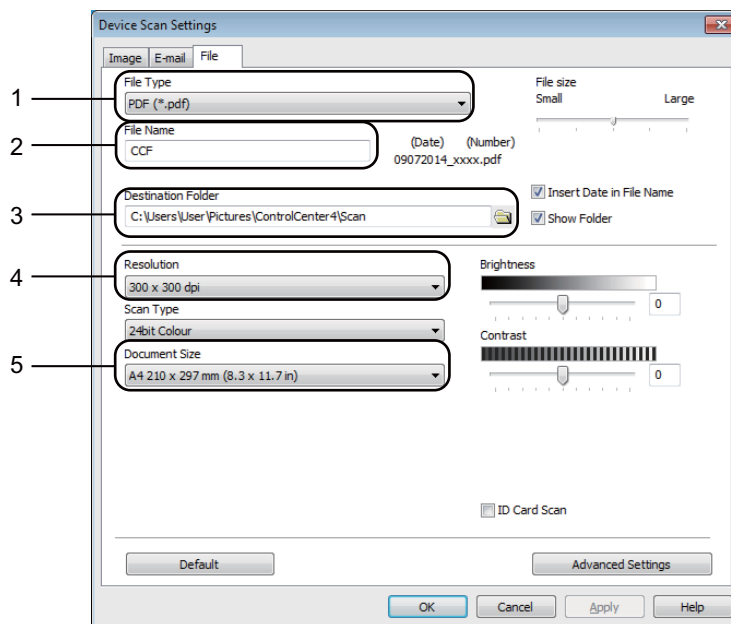 Device Scan Settings
Image E-mail File
1
File Type
PDF (*.pdf)
File size
Small Large
2
File Name
CCF
(Date) (Number)
09072014_xxxx.pdf
3
Destination Folder
C:\Users\User\Pictures\ControlCenter4\Scan
Insert Date in File Name
Show Folder
4
Resolution
300 x 300 dpi
Scan Type
24bit Colour
5
Document Size
A4 210 x 297 mm (8.3 x 11.7 in)
Brightness
0
Contrast
0
ID Card Scan
Default Advanced Settings
OK Cancel Apply Help